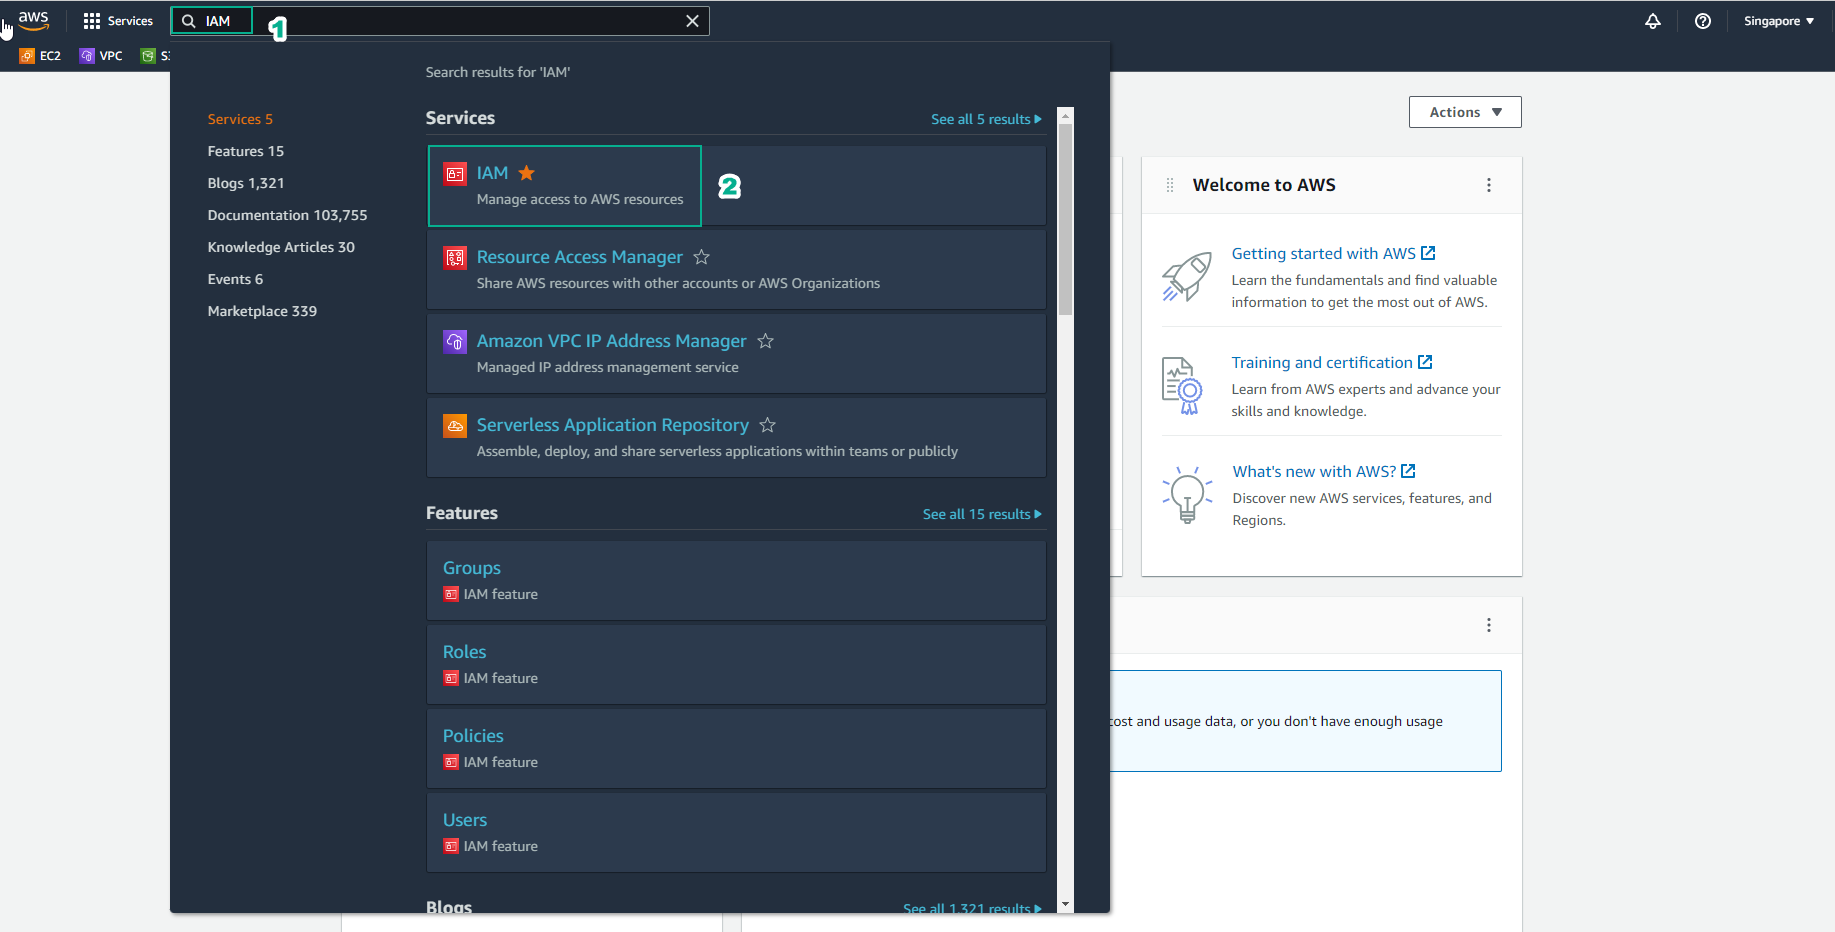 aws
Services
IAM
1
Singapore
EC2
VPC
S3
Search results for 'IAM'
Services 5
Features 15
Blogs 1,321
Documentation 103,755
Knowledge Articles 30
Events 6
Marketplace 339
Services
See all 5 results
IAM
Manage access to AWS resources
2
Resource Access Manager
Share AWS resources with other accounts or AWS Organizations
Amazon VPC IP Address Manager
Managed IP address management service
Serverless Application Repository
Assemble, deploy, and share serverless applications within teams or publicly
Features
See all 15 results
Groups
IAM feature
Roles
IAM feature
Policies
IAM feature
Users
IAM feature
Blogs
See all 1,321 results
Actions
Welcome to AWS
Getting started with AWS
Learn the fundamentals and find valuable
information to get the most out of AWS.
Training and certification
Learn from AWS experts and advance your
skills and knowledge.
What's new with AWS?
Discover new AWS services, features, and
Regions.
cost and usage data, or you don't have enough usage